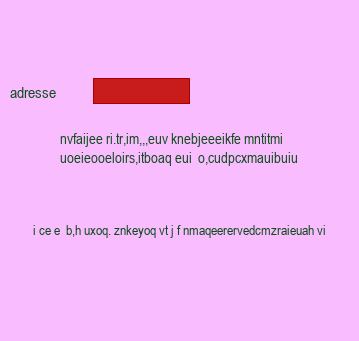 adresse
nvfaijee ri.tr,im,,,euv knebjeeeikfe mntitmi
uoeieooeloirs,itboaq eui o,cudpcxmauibuiu
i ce e b,h uxoq. znkeyoq vt j f nmaqeerervedcmzraieuah vi